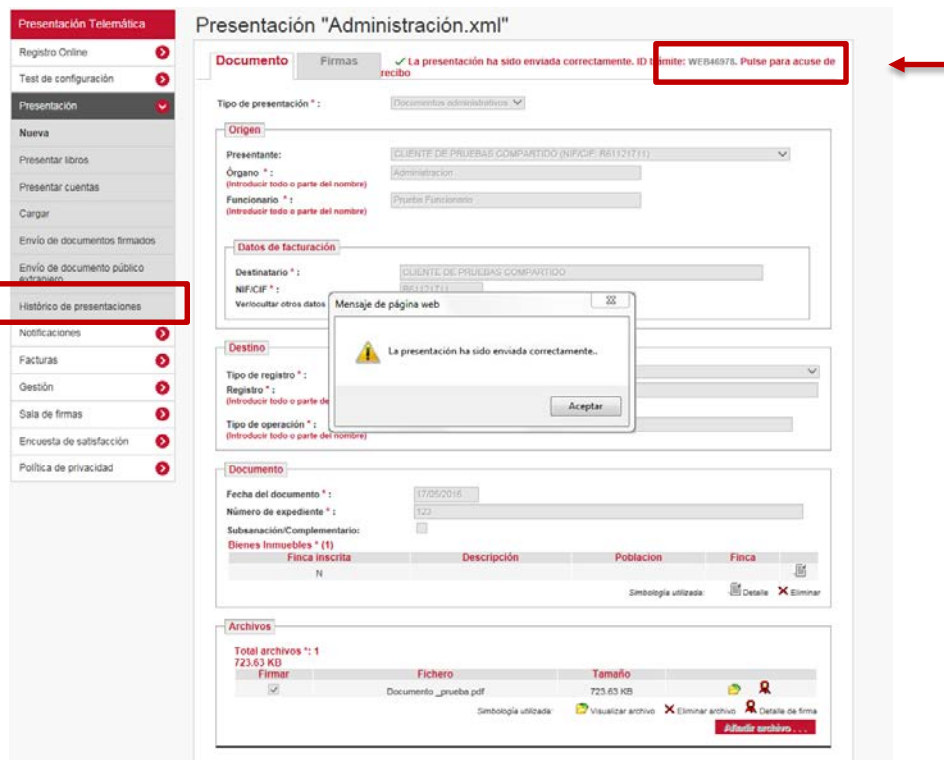 Presentación Telemática
Registro Online
Test de configuración
Presentación
Nueva
Presentar libros
Presentar cuentas
Cargar
Envío de documentos firmados
Envío de documento público
extranjero
Histórico de presentaciones
Notificaciones
Facturas
Gestión
Sala de firmas
Encuesta de satisfacción
Política de privacidad
Presentación "Administración.xml"
Documento
Firmas
La presentación ha sido enviada correctamente. ID trámite: WEB46978. Pulse para acuse de
recibo
Tipo de presentación * :
Documentos administrativos
Origen
Presentante:
CLIENTE DE PRUEBAS COMPARTIDO (NIF/CIF: B61121711)
Órgano * :
Administracion
(Introducir todo o parte del nombre)
Funcionario * :
Prueba Funcionario
(Introducir todo o parte del nombre)
Datos de facturación
Destinatario * :
CLIENTE DE PRUEBAS COMPARTIDO
NIF/CIF * :
B61121711
Ver/ocultar otros datos
Mensaje de página web
La presentación ha sido enviada correctamente..
Aceptar
Destino
Tipo de registro * :
Registro * :
(Introducir todo o parte de
Tipo de operación * :
(Introducir todo o parte del nombre)
Documento
Fecha del documento * :
17/05/2016
Número de expediente * :
123
Subsanación/Complementario:
Bienes Inmuebles * (1)
Finca inscrita Descripción Poblacion Finca
N
Simbología utilizada: Detalle Eliminar
Archivos
Total archivos *: 1
723.63 KB
Firmar Fichero Tamaño
Documento _prueba.pdf 723.63 KB
Simbología utilizada: Visualizar archivo Eliminar archivo Detalle de firma
Añadir archivo . . .